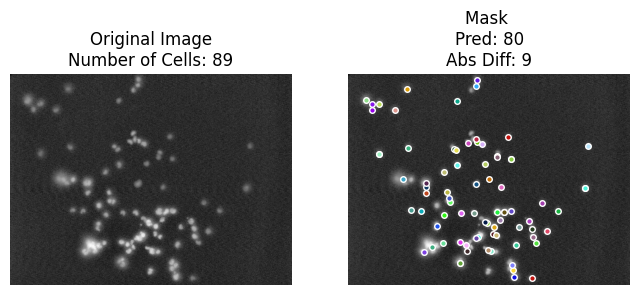 Original Image
Number of Cells: 89
Mask
Pred: 80
Abs Diff: 9